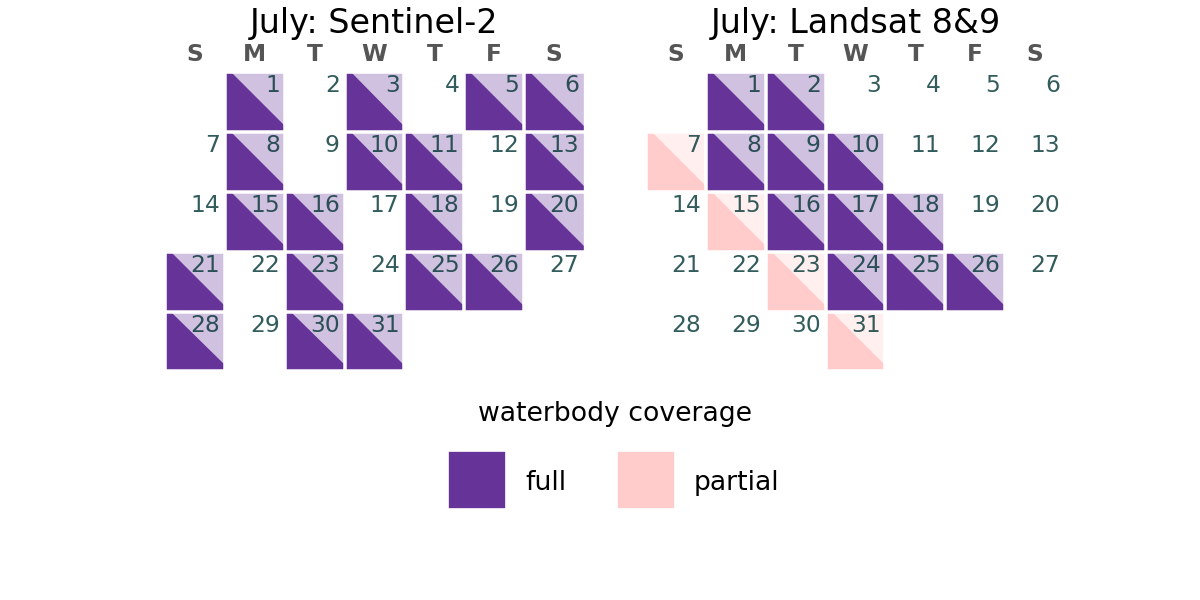 July: Sentinel-2
S M T W T F S
1 2 3 4 5 6
7 8 9 10 11 12 13
14 15 16 17 18 19 20
21 22 23 24 25 26 27
28 29 30 31
July: Landsat 8&9
S M T W T F S
1 2 3 4 5 6
7 8 9 10 11 12 13
14 15 16 17 18 19 20
21 22 23 24 25 26 27
28 29 30 31
waterbody coverage
full partial